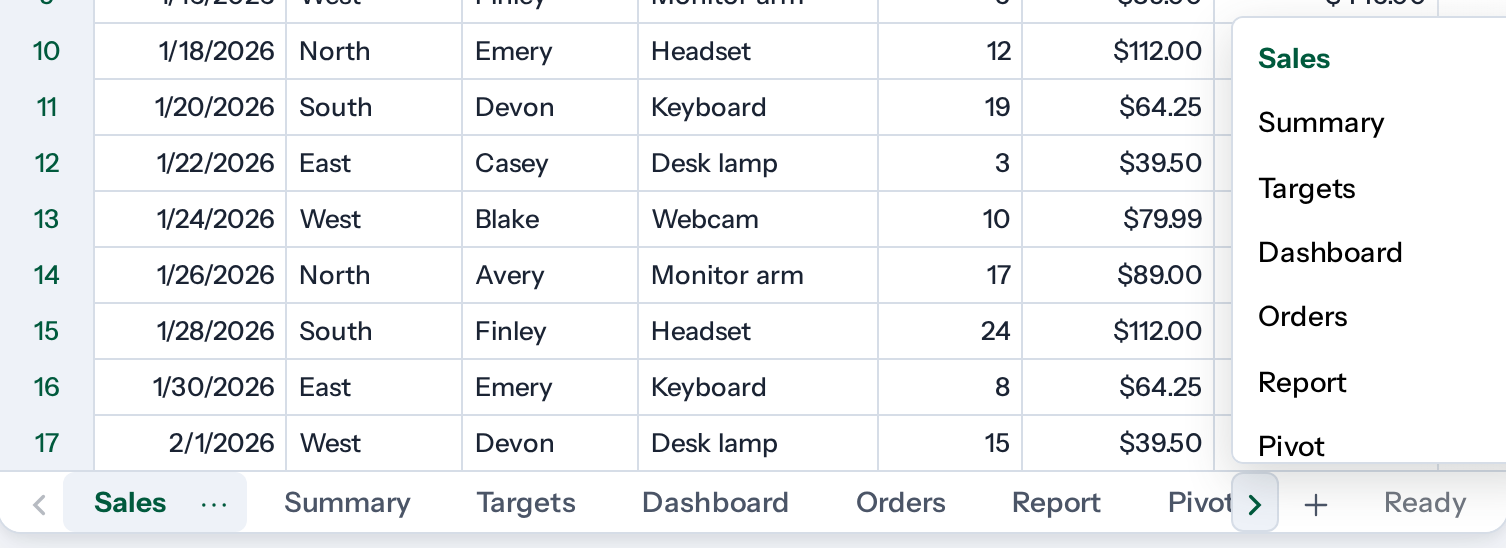 10 1/18/2026 North Emery Headset 12 $112.00
11 1/20/2026 South Devon Keyboard 19 $64.25
12 1/22/2026 East Casey Desk lamp 3 $39.50
13 1/24/2026 West Blake Webcam 10 $79.99
14 1/26/2026 North Avery Monitor arm 17 $89.00
15 1/28/2026 South Finley Headset 24 $112.00
16 1/30/2026 East Emery Keyboard 8 $64.25
17 2/1/2026 West Devon Desk lamp 15 $39.50
Sales
Summary
Targets
Dashboard
Orders
Report
Pivot
Sales ... Summary Targets Dashboard Orders Report Pivot + Ready